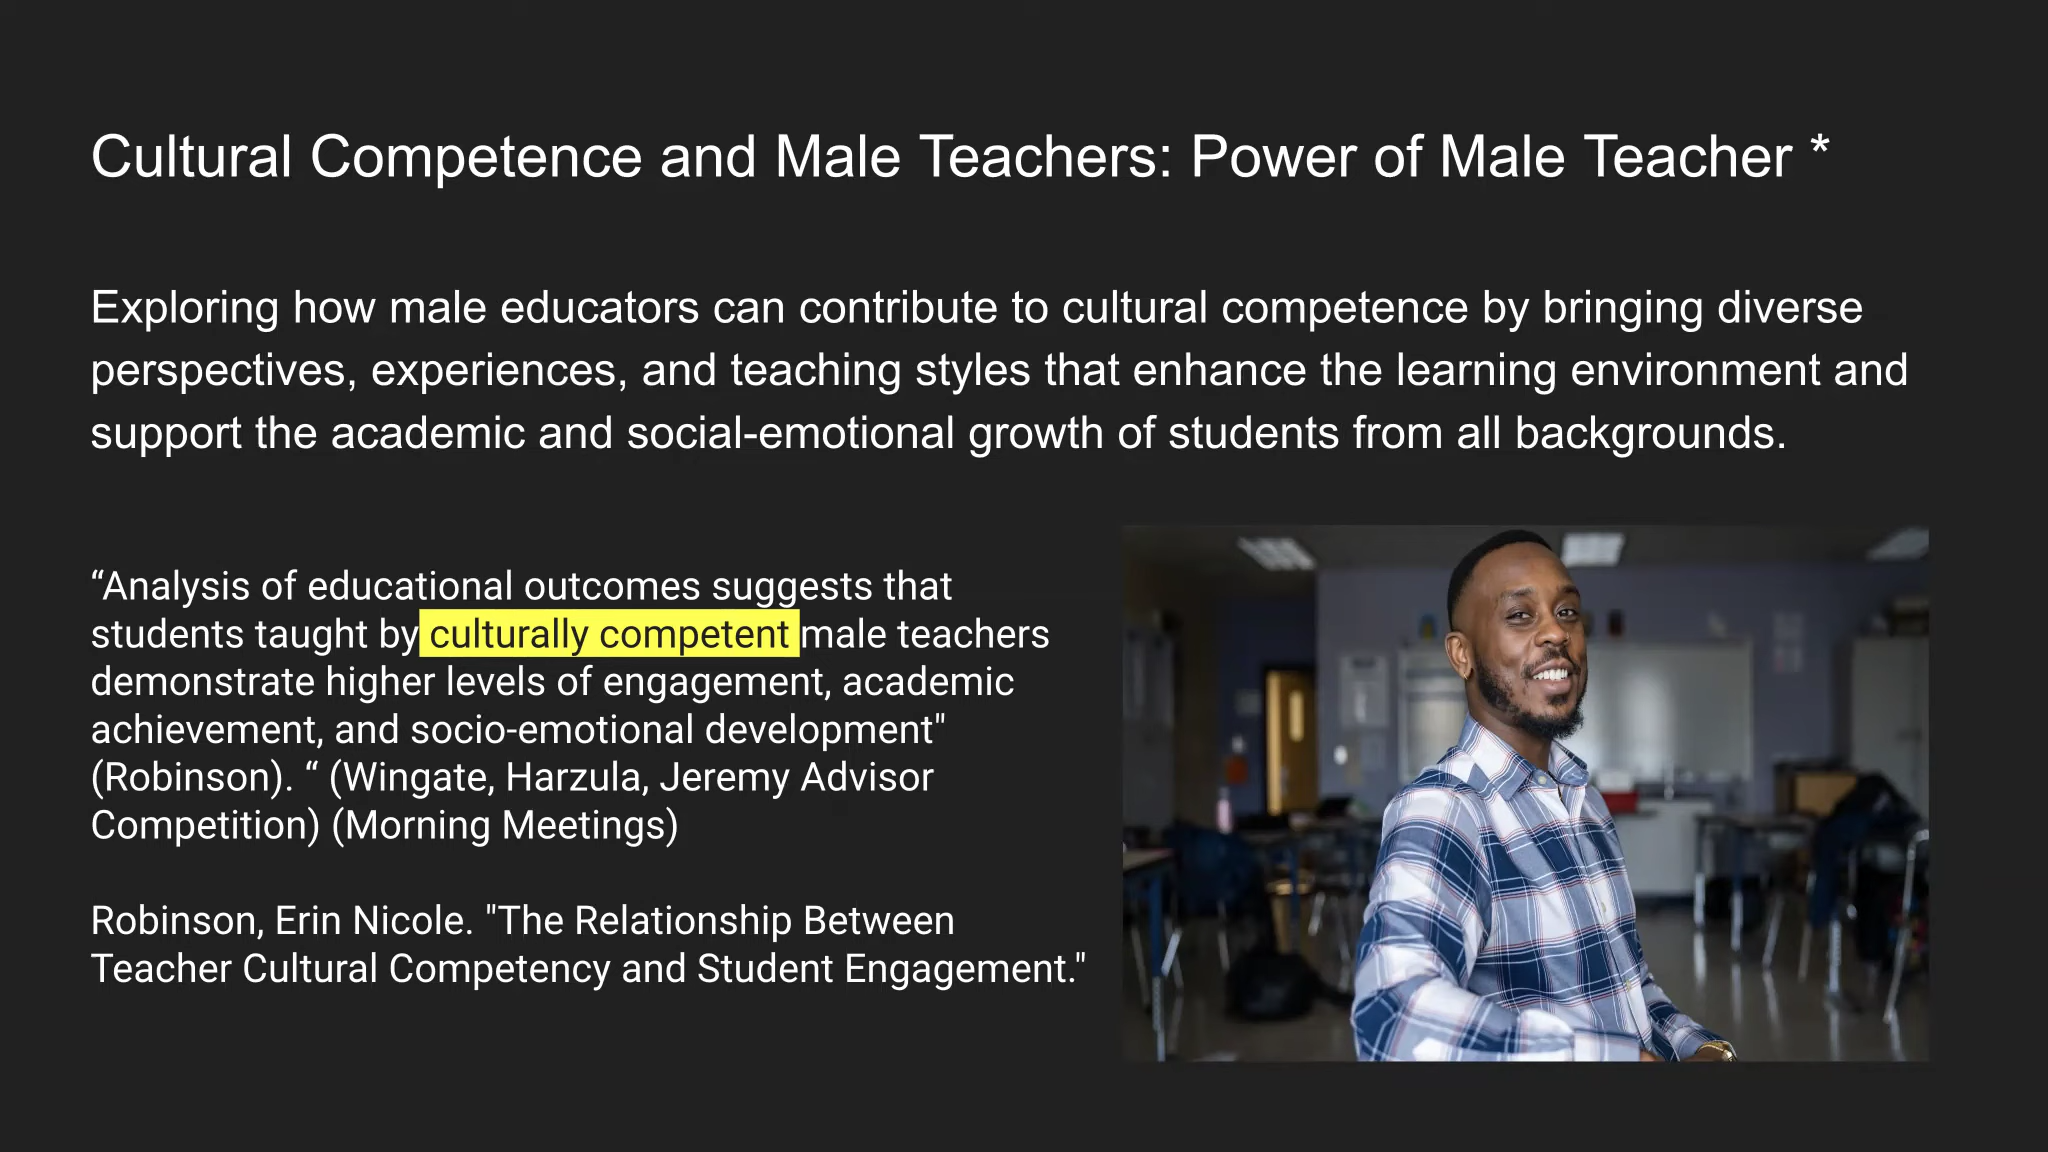 Cultural Competence and Male Teachers: Power of Male Teacher *
Exploring how male educators can contribute to cultural competence by bringing diverse
perspectives, experiences, and teaching styles that enhance the learning environment and
support the academic and social-emotional growth of students from all backgrounds.
“Analysis of educational outcomes suggests that
students taught by culturally competent male teachers
demonstrate higher levels of engagement, academic
achievement, and socio-emotional development"
(Robinson). “ (Wingate, Harzula, Jeremy Advisor
Competition) (Morning Meetings)
Robinson, Erin Nicole. "The Relationship Between
Teacher Cultural Competency and Student Engagement."